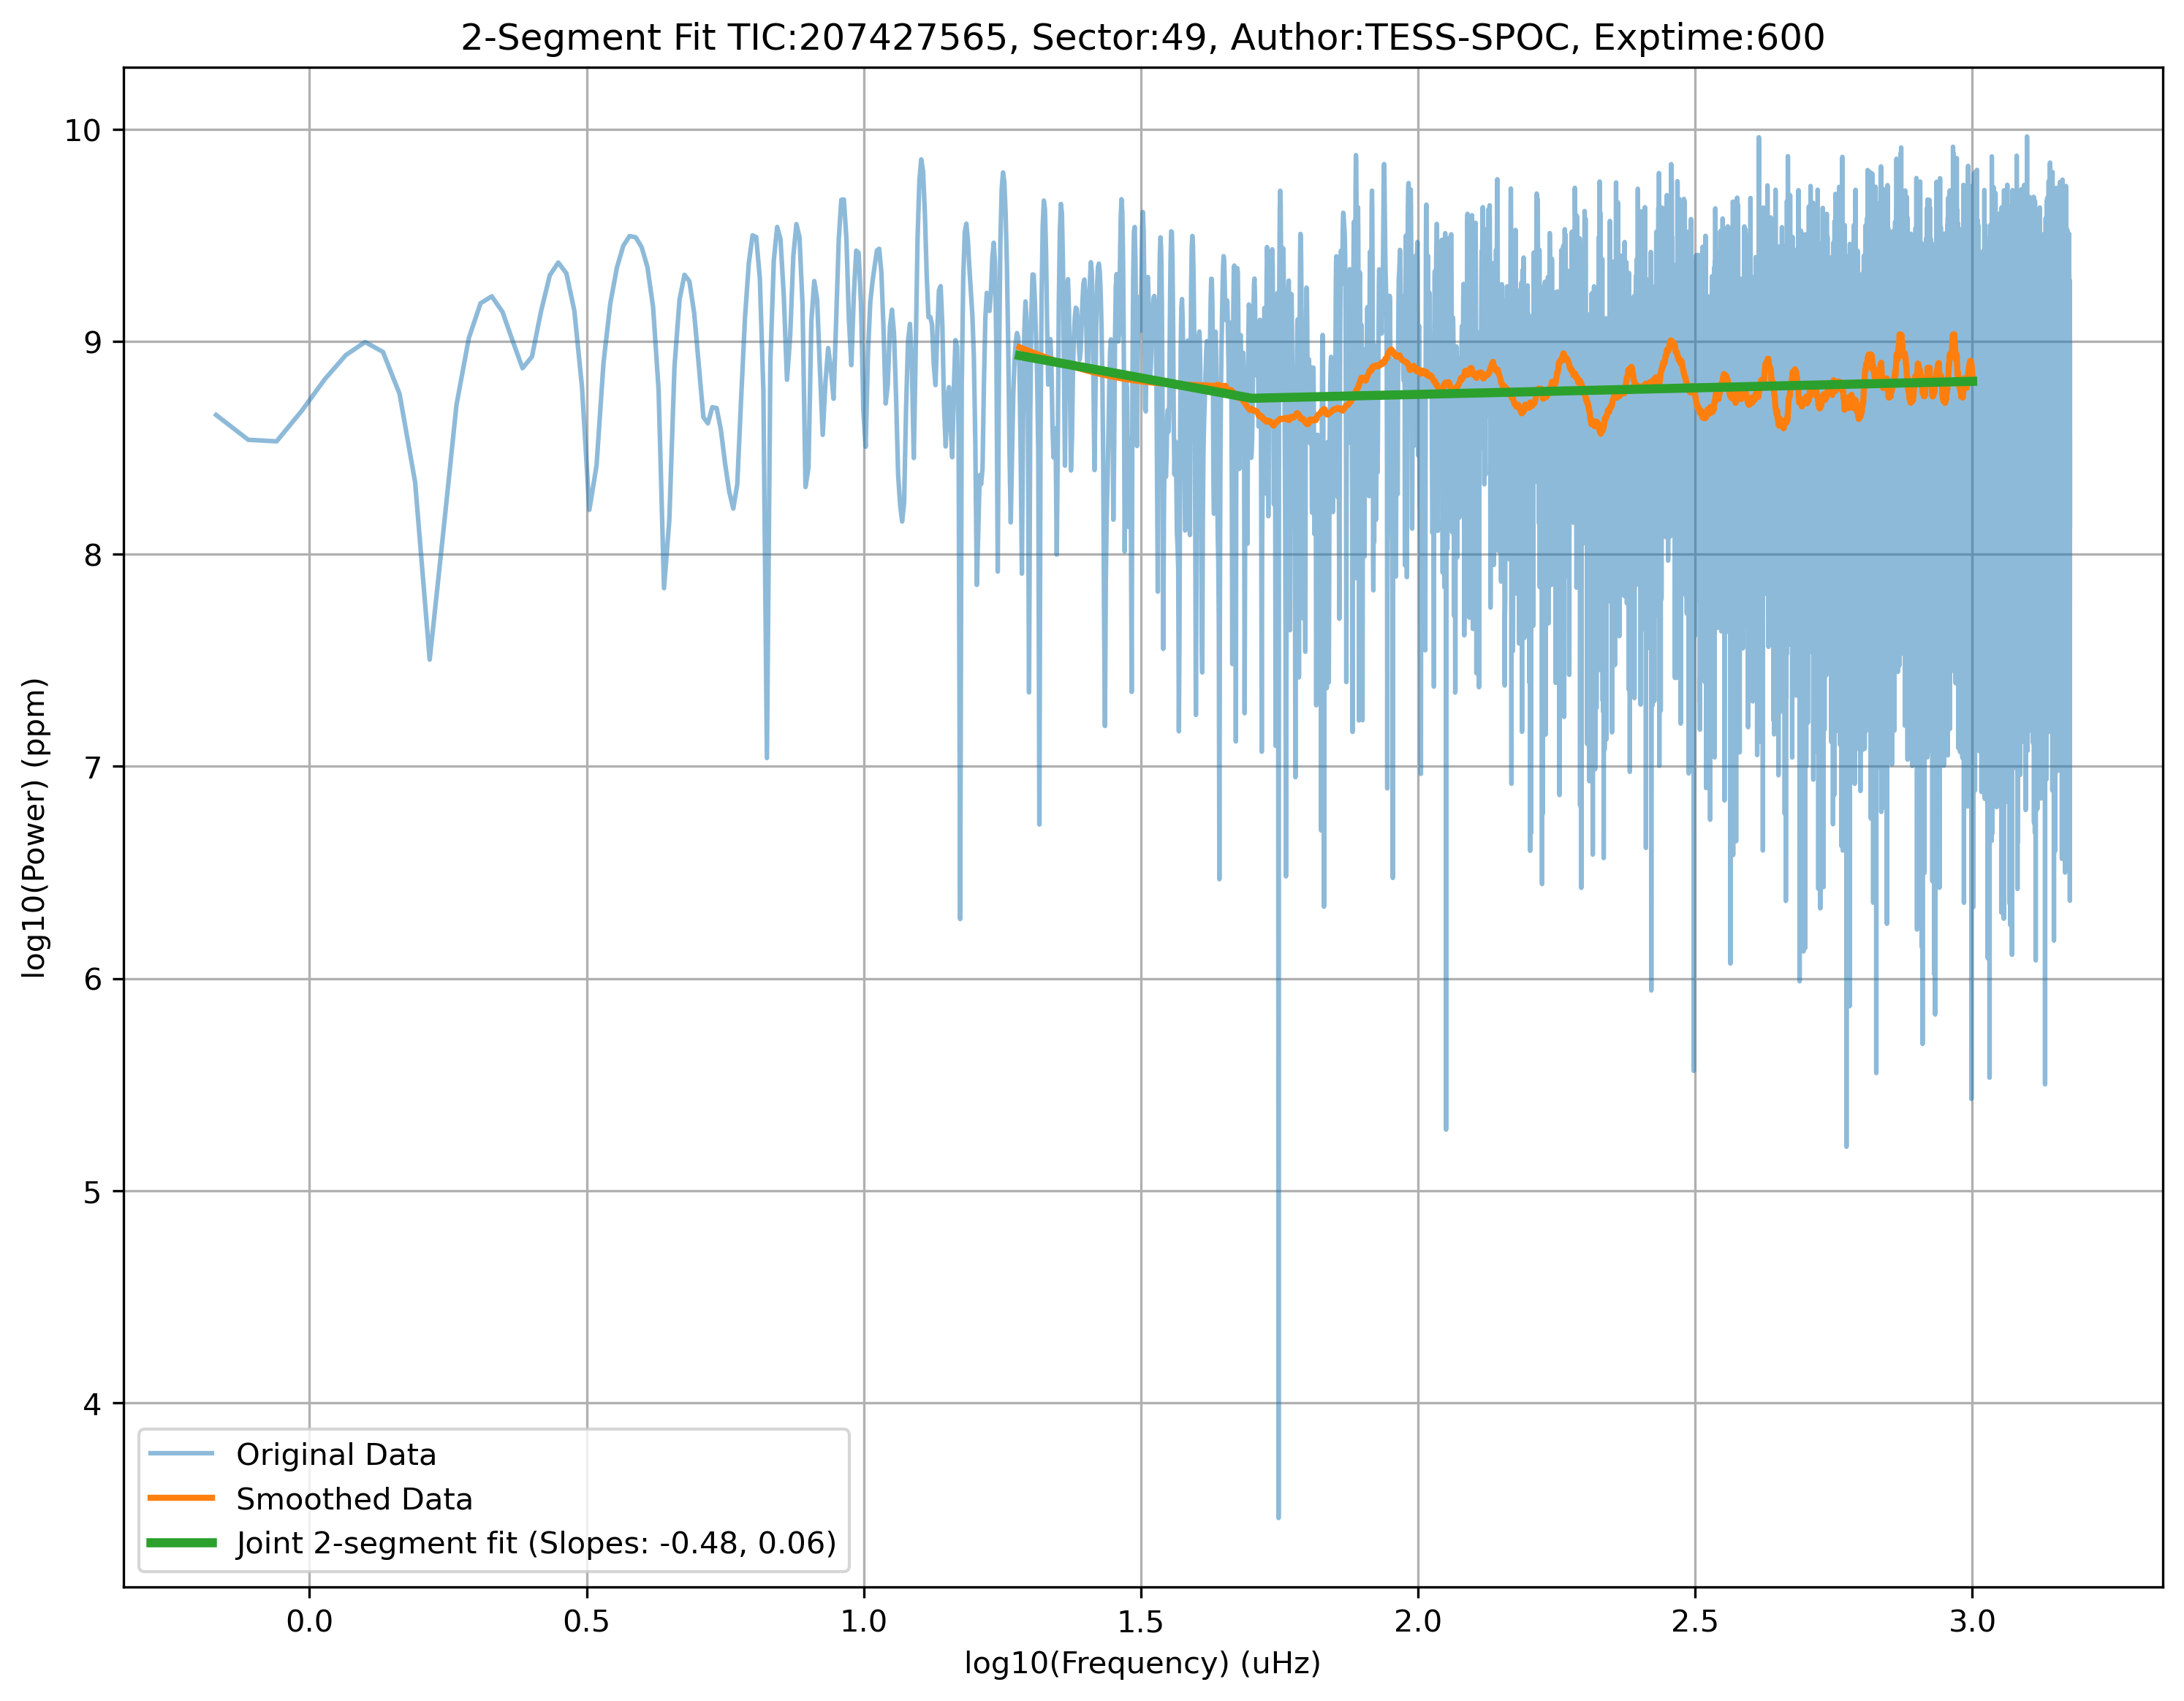 2-Segment Fit TIC:207427565, Sector:49, Author:TESS-SPOC, Exptime:600
10
9
8
7
6
5
4
log10(Power) (ppm)
Original Data
Smoothed Data
Joint 2-segment fit (Slopes: -0.48, 0.06)
0.0 0.5 1.0 1.5 2.0 2.5 3.0
log10(Frequency) (uHz)